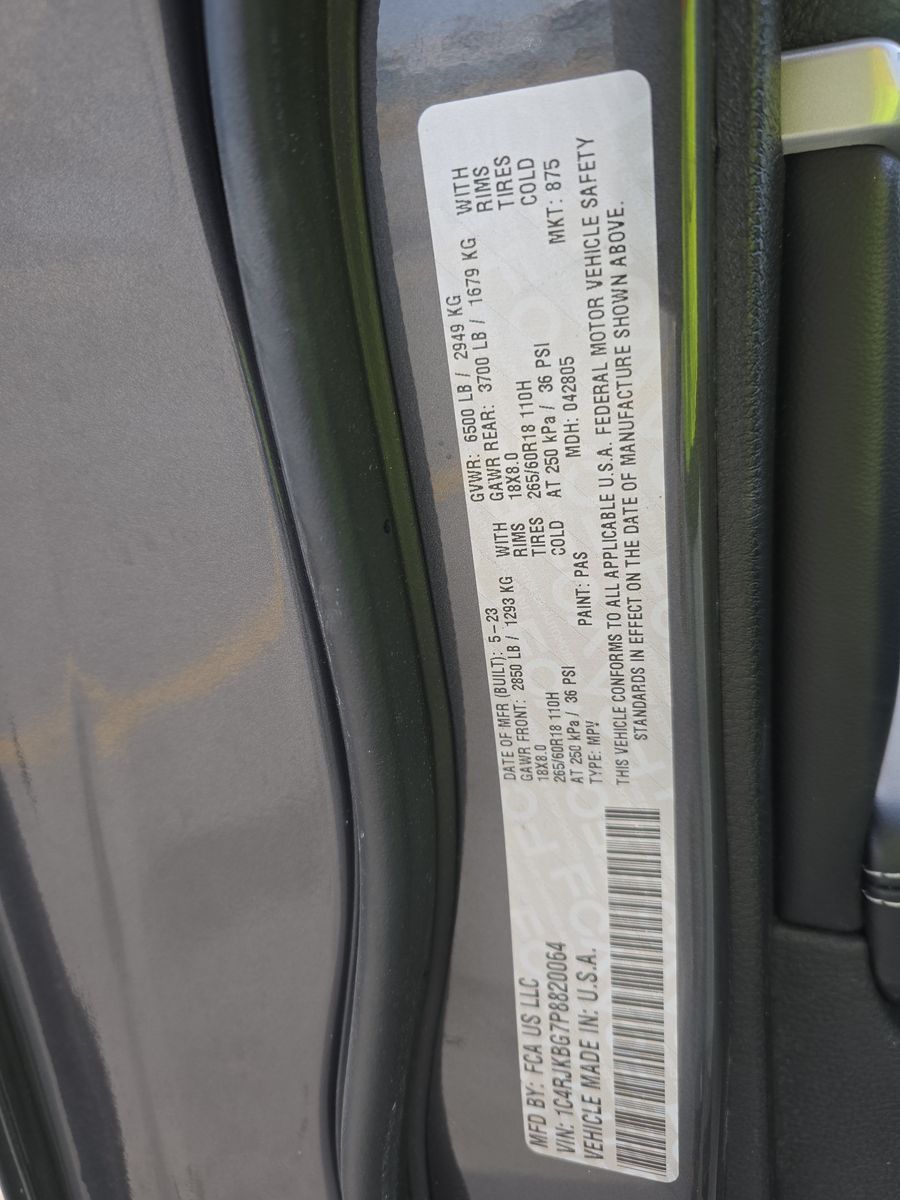 MFD BY: FCA US LLC
VIN: 1C4RJKBG7P8820064
VEHICLE MADE IN: U.S.A.
DATE OF MFR (BUILT): 5-23
GAWR FRONT: 2850 LB / 1293 KG WITH
18X8.0 RIMS
265/60R18 110H TIRES
AT 250 kPa / 36 PSI COLD
TYPE: MPV PAINT: PAS
GVWR: 6500 LB / 2949 KG
GAWR REAR: 3700 LB / 1679 KG WITH
18X8.0 RIMS
265/60R18 110H TIRES
AT 250 kPa / 36 PSI COLD
MDH: 042805 MKT: 875
THIS VEHICLE CONFORMS TO ALL APPLICABLE U.S.A. FEDERAL MOTOR VEHICLE SAFETY
STANDARDS IN EFFECT ON THE DATE OF MANUFACTURE SHOWN ABOVE.